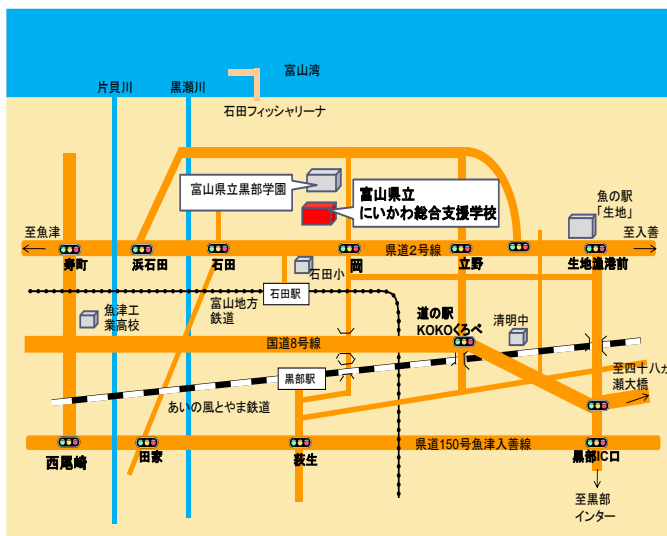 富山湾
片貝川
黒瀬川
石田フィッシャリーナ
富山県立黒部学園
富山県立
にいかわ総合支援学校
魚の駅
「生地」
至魚津
至入善
県道2号線
寿町
浜石田
石田
岡
立野
生地漁港前
石田小
石田駅
富山地方
鉄道
魚津工
業高校
道の駅
KOKOくろべ
清明中
国道8号線
黒部駅
至四十八ヵ
瀬大橋
あいの風とやま鉄道
県道150号魚津入善線
西尾崎
田家
荻生
黒部IC口
至黒部
インター